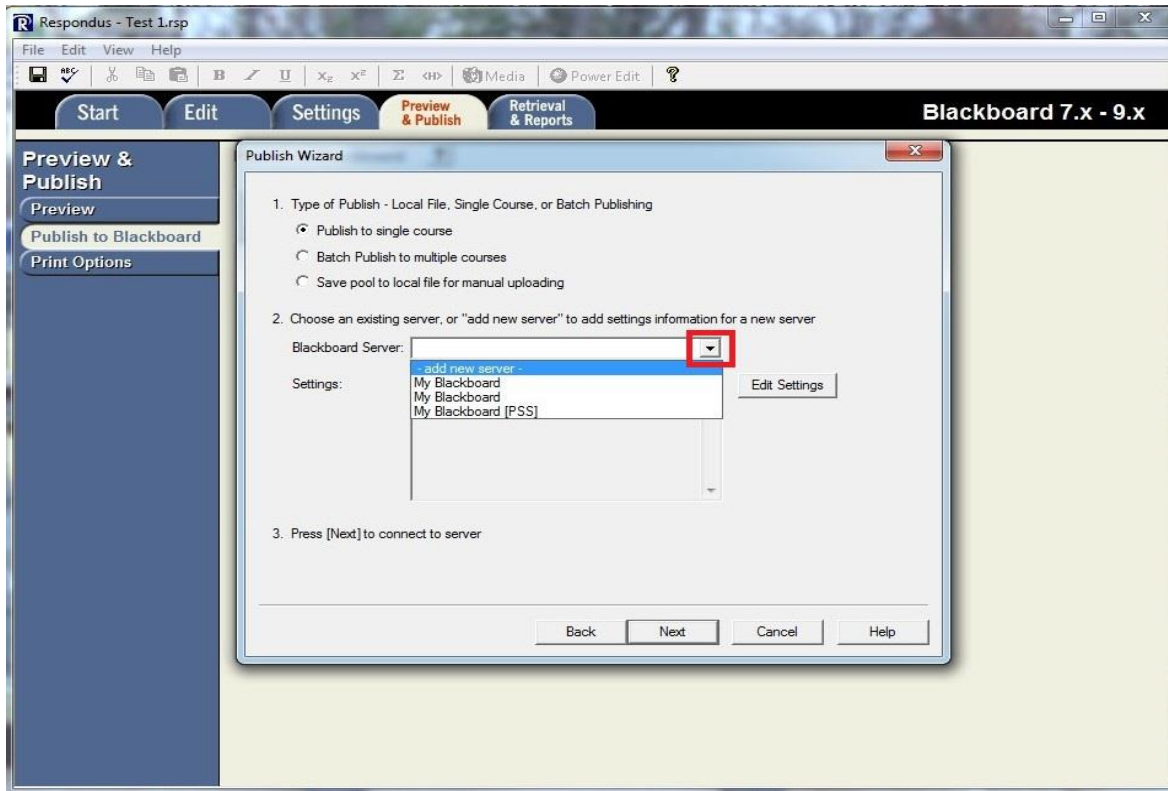 Respondus - Test 1.rsp
File Edit View Help
ABC B I U X₂ X² Σ <H> Media Power Edit ?
Start Edit Settings Preview & Publish Retrieval & Reports Blackboard 7.x - 9.x
Preview & Publish
Preview
Publish to Blackboard
Print Options
Publish Wizard
1. Type of Publish - Local File, Single Course, or Batch Publishing
Publish to single course
Batch Publish to multiple courses
Save pool to local file for manual uploading
2. Choose an existing server, or "add new server" to add settings information for a new server
Blackboard Server:
- add new server -
My Blackboard
My Blackboard
My Blackboard [PSS]
Settings:
Edit Settings
3. Press [Next] to connect to server
Back Next Cancel Help